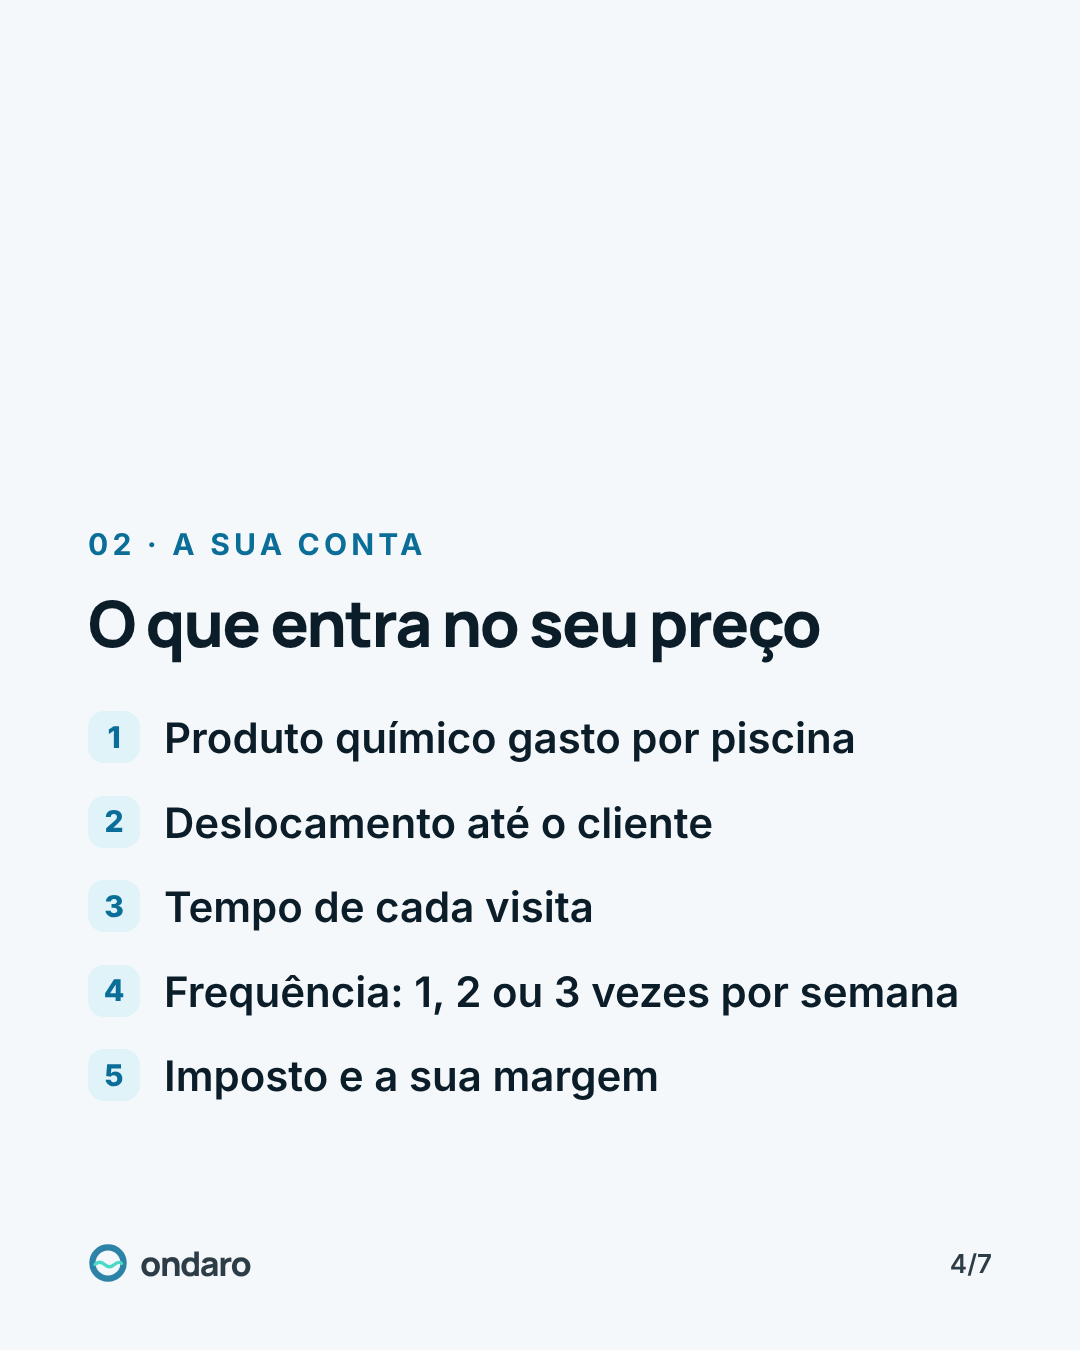 02 · A SUA CONTA
O que entra no seu preço
1 Produto químico gasto por piscina
2 Deslocamento até o cliente
3 Tempo de cada visita
4 Frequência: 1, 2 ou 3 vezes por semana
5 Imposto e a sua margem
ondaro 4/7